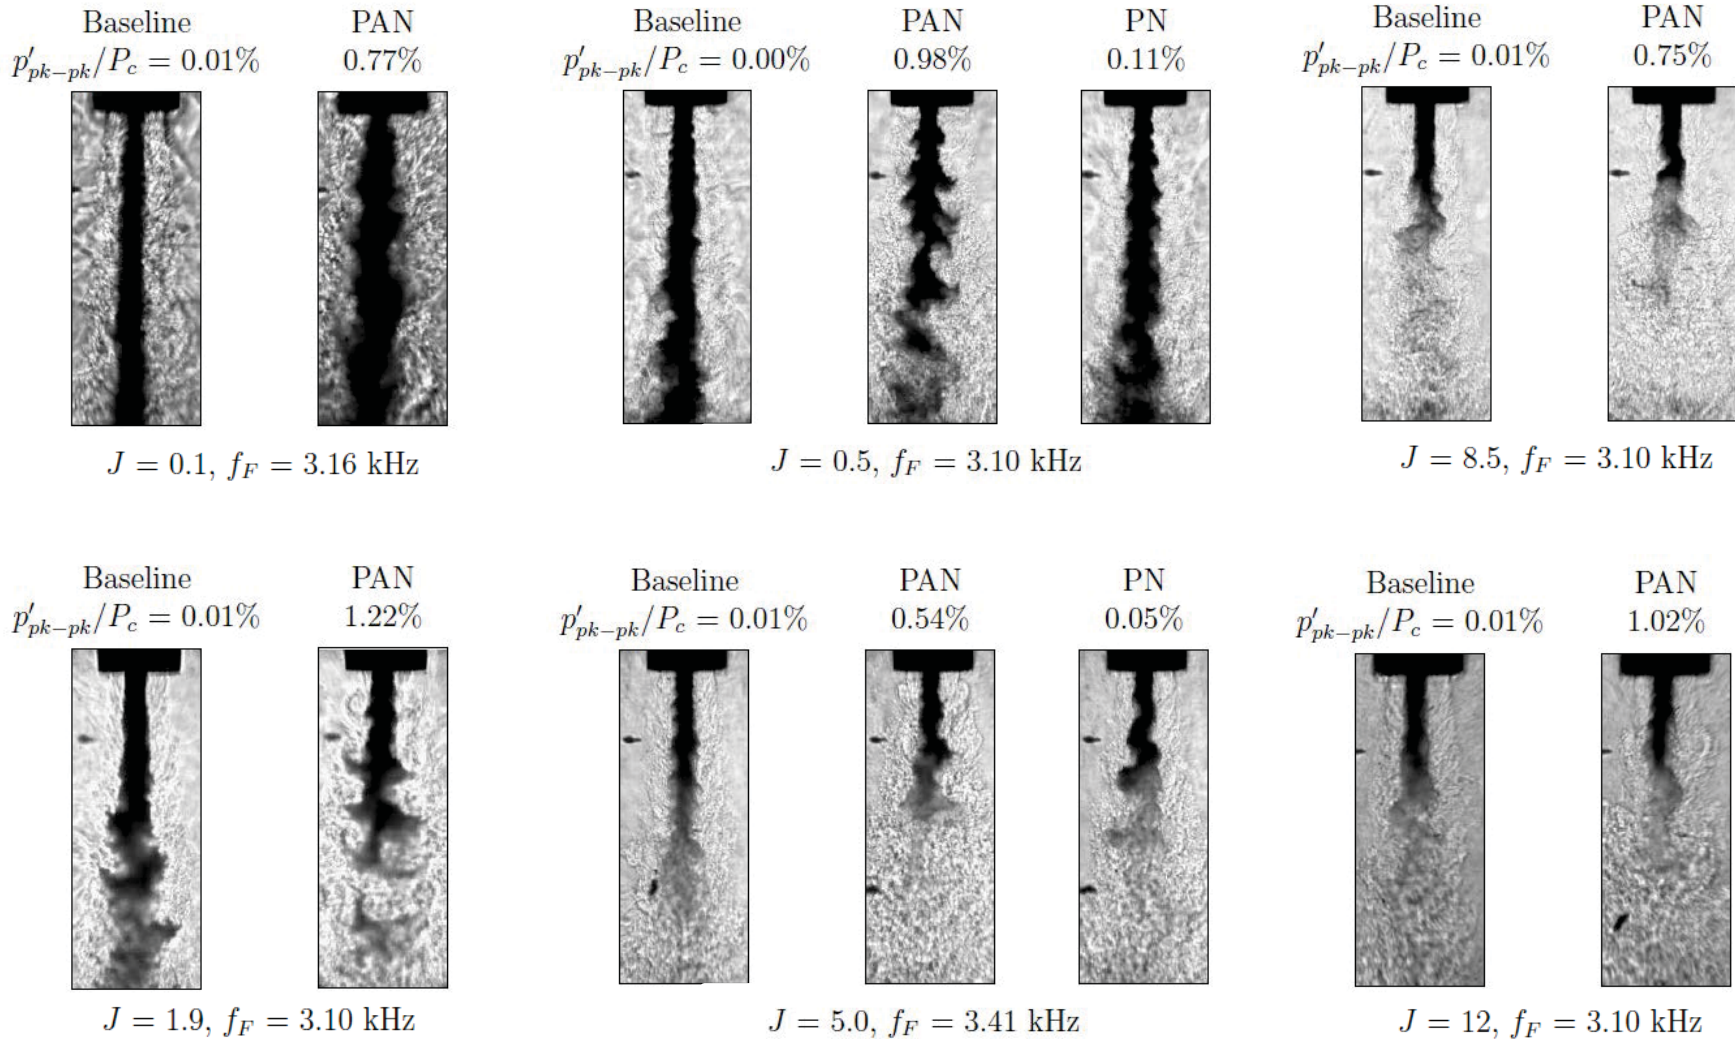 Baseline PAN
p′pk−pk/Pc = 0.01% 0.77%
J = 0.1, fF = 3.16 kHz
Baseline PAN PN
p′pk−pk/Pc = 0.00% 0.98% 0.11%
J = 0.5, fF = 3.10 kHz
Baseline PAN
p′pk−pk/Pc = 0.01% 0.75%
J = 8.5, fF = 3.10 kHz
Baseline PAN
p′pk−pk/Pc = 0.01% 1.22%
J = 1.9, fF = 3.10 kHz
Baseline PAN PN
p′pk−pk/Pc = 0.01% 0.54% 0.05%
J = 5.0, fF = 3.41 kHz
Baseline PAN
p′pk−pk/Pc = 0.01% 1.02%
J = 12, fF = 3.10 kHz